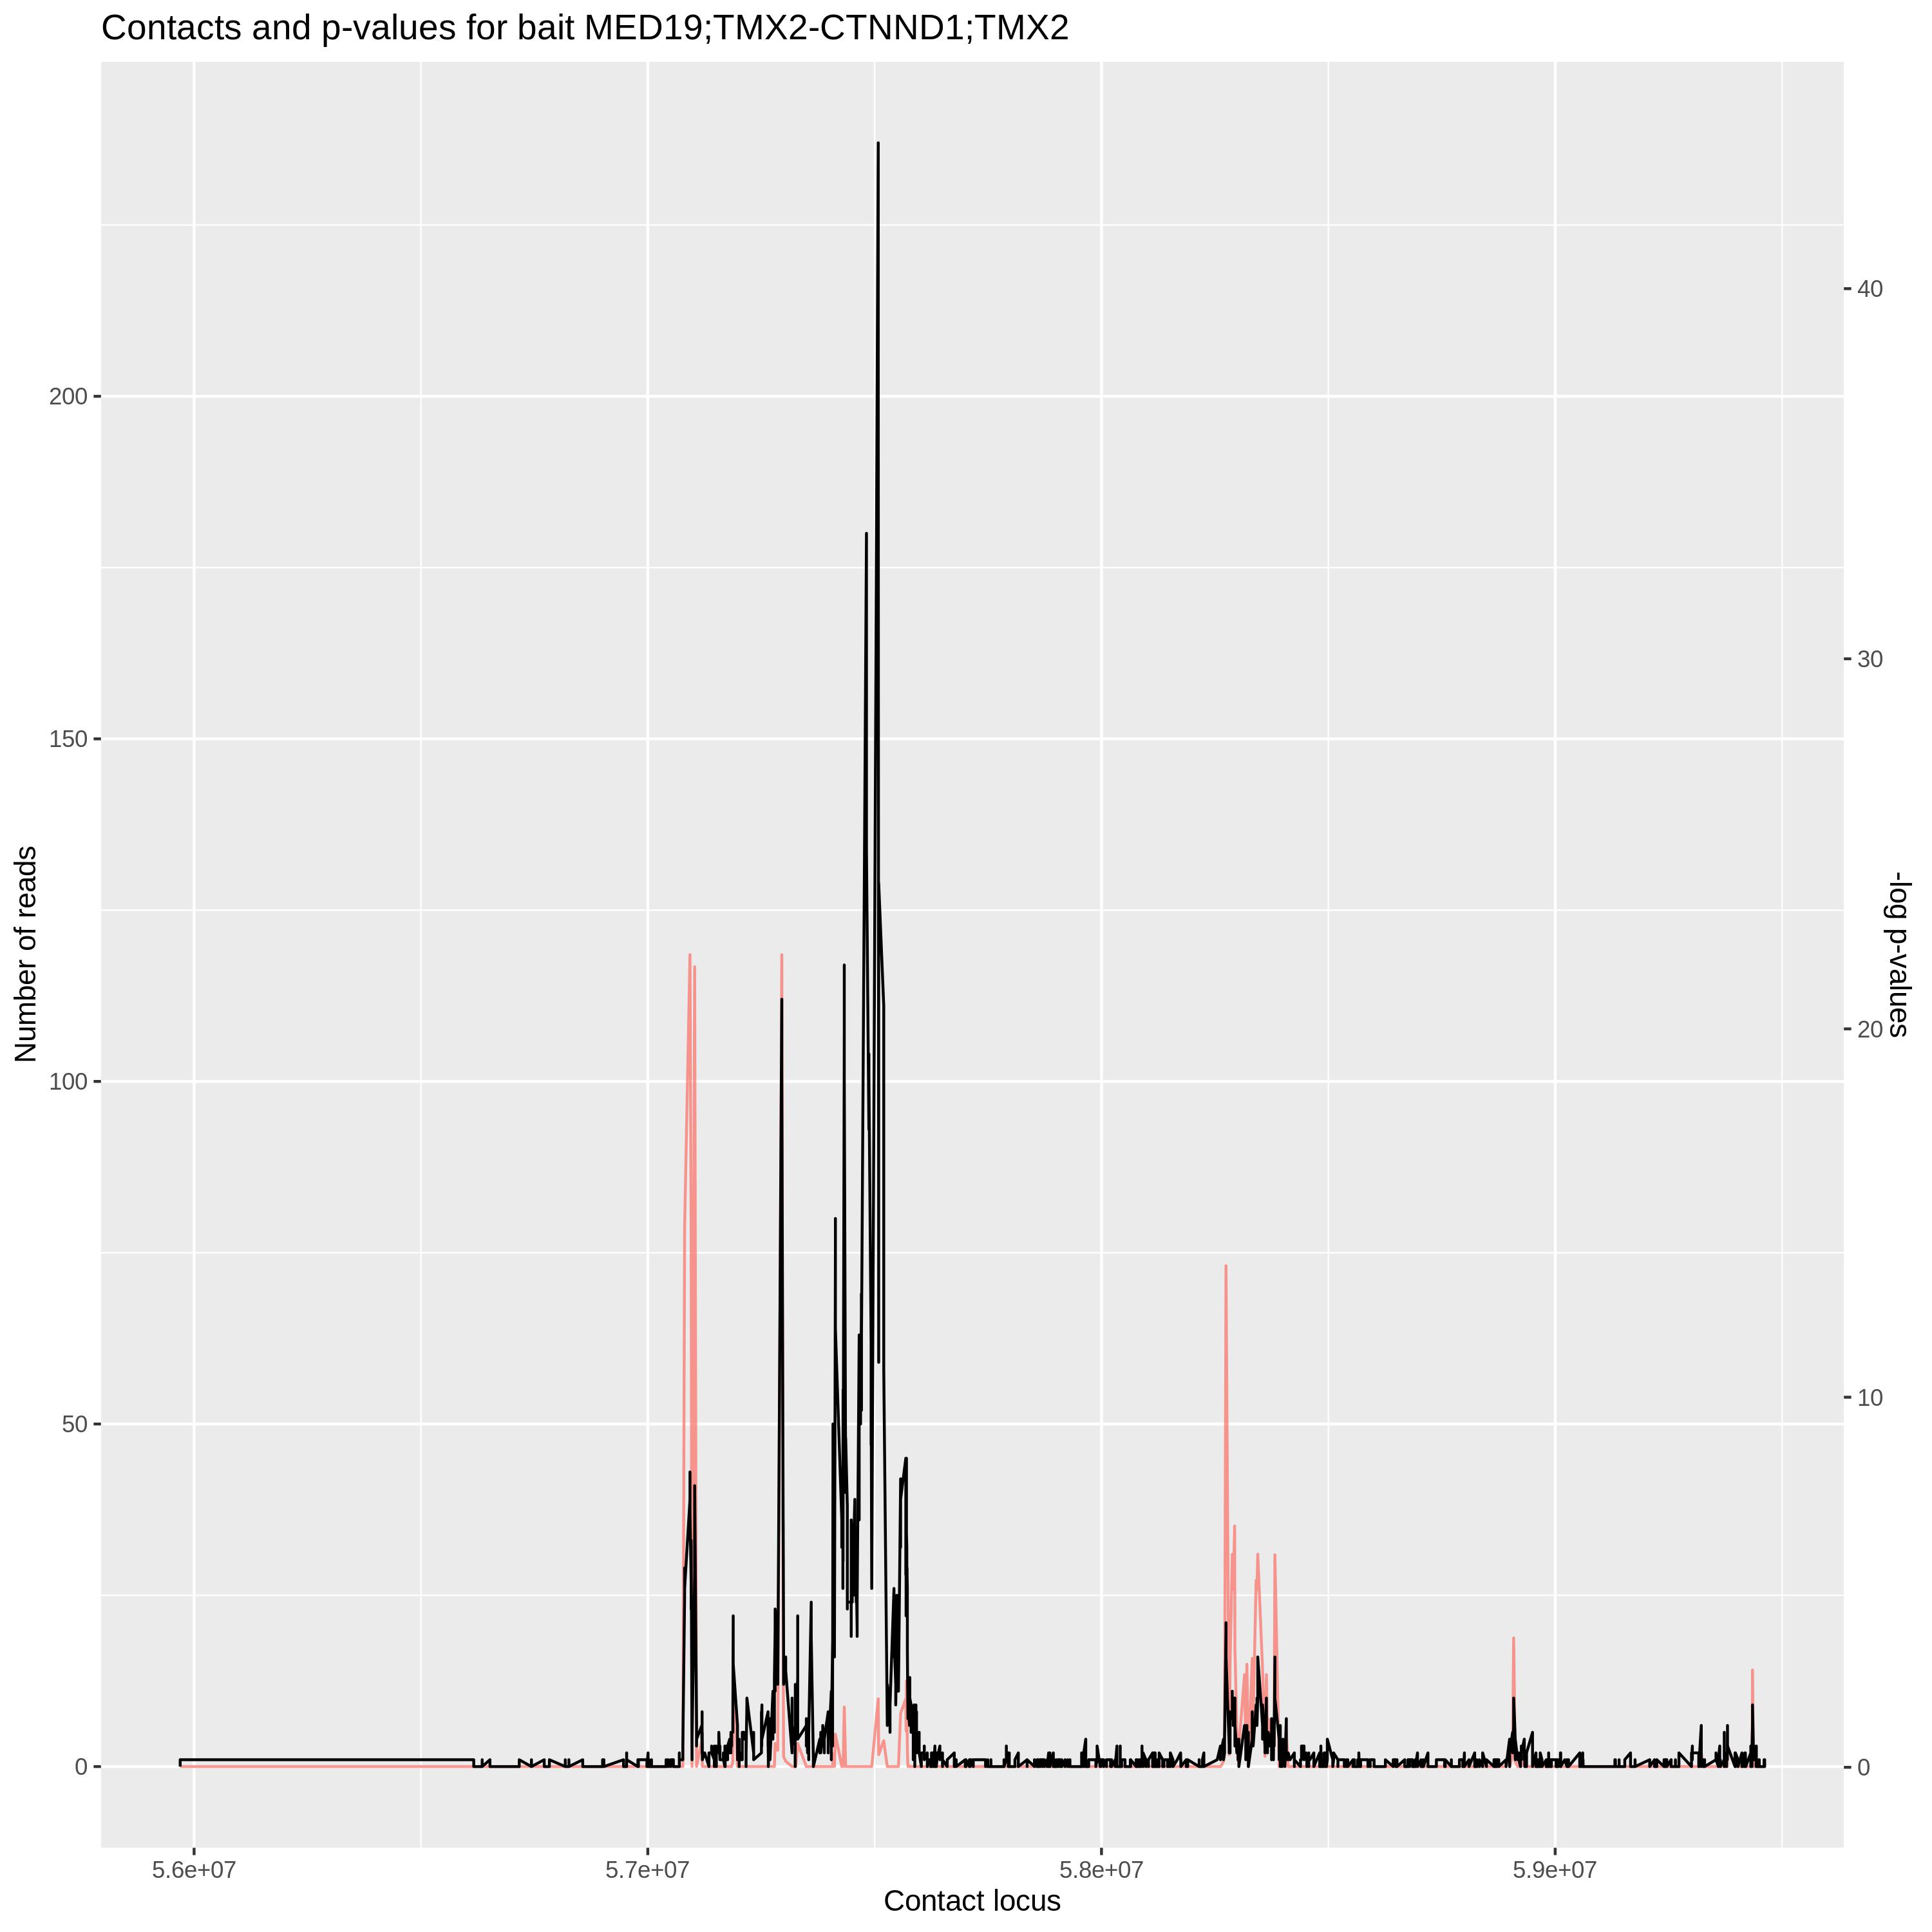 Contacts and p-values for bait MED19;TMX2-CTNND1;TMX2
Number of reads
200
150
100
50
0
40
30
20
10
0
-log p-values
5.6e+07
5.7e+07
5.8e+07
5.9e+07
Contact locus